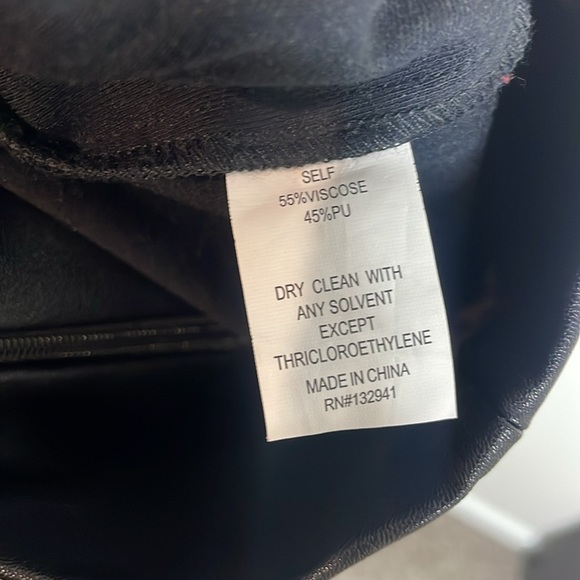 SELF
55%VISCOSE
45%PU
DRY CLEAN WITH
ANY SOLVENT
EXCEPT
THRICLOROETHYLENE
MADE IN CHINA
RN#132941